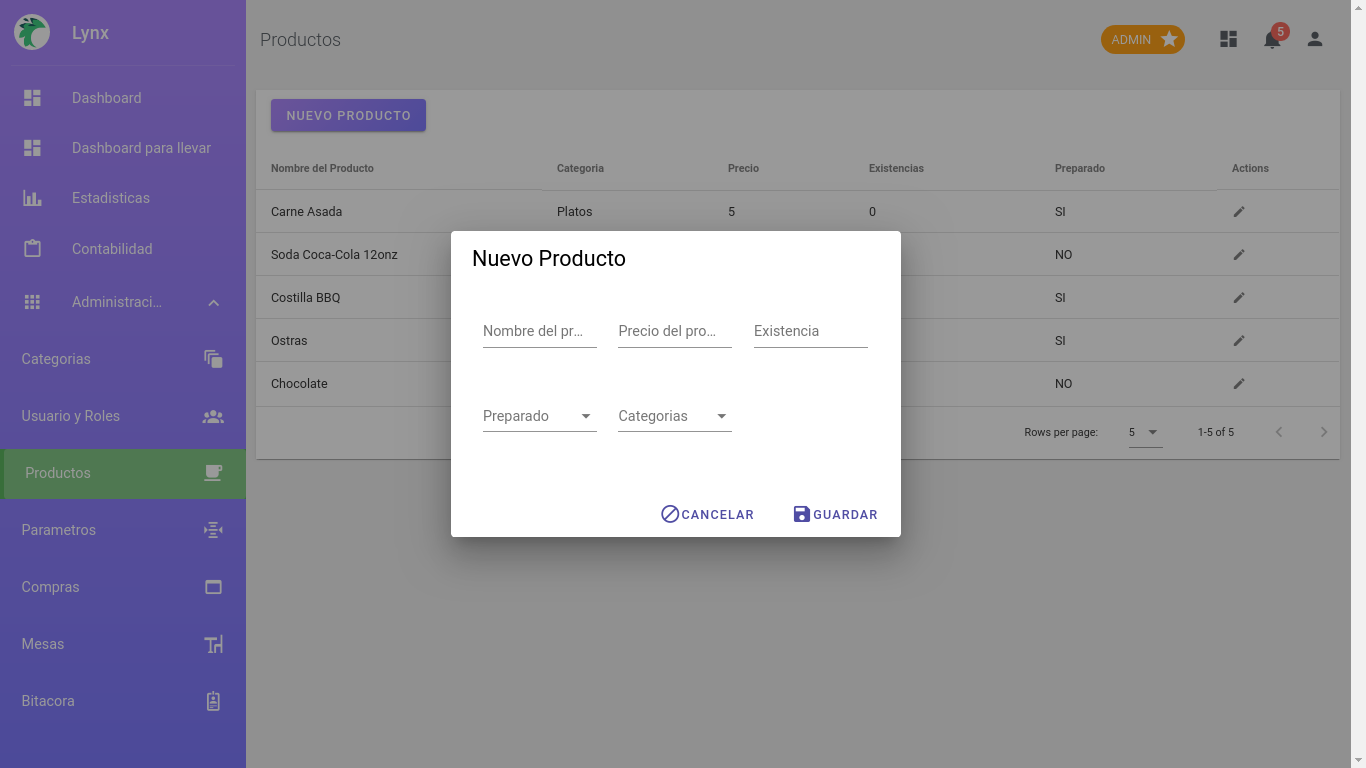 Lynx
Productos
ADMIN
5
Dashboard
Dashboard para llevar
Estadisticas
Contabilidad
Administraci...
Categorias
Usuario y Roles
Productos
Parametros
Compras
Mesas
Bitacora
NUEVO PRODUCTO
Nombre del Producto Categoria Precio Existencias Preparado Actions
Carne Asada Platos 5 0 SI
Soda Coca-Cola 12onz NO
Costilla BBQ SI
Ostras SI
Chocolate NO
Rows per page: 5 1-5 of 5
Nuevo Producto
Nombre del pr... Precio del pro... Existencia
Preparado Categorias
CANCELAR GUARDAR